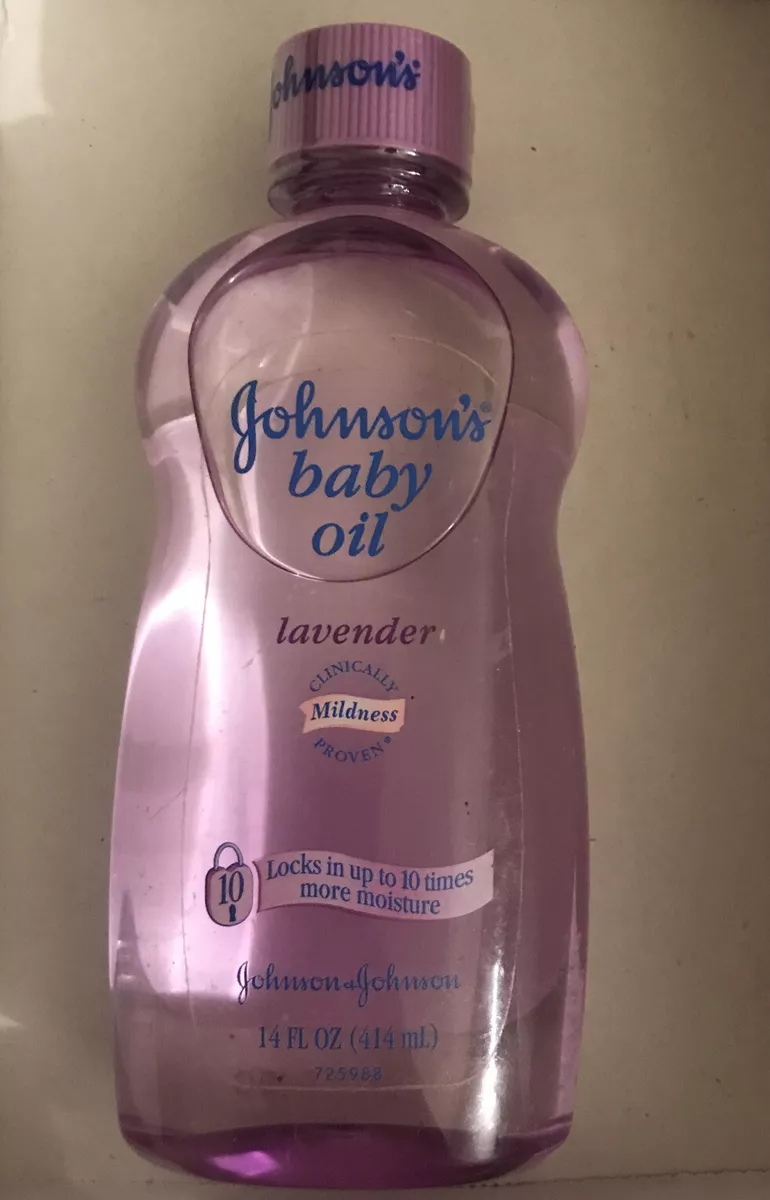 Johnson's
Johnson's®
baby
oil
lavender
CLINICALLY
Mildness
PROVEN®
10
Locks in up to 10 times
more moisture
Johnson & Johnson
14 FL OZ (414 mL)
725988